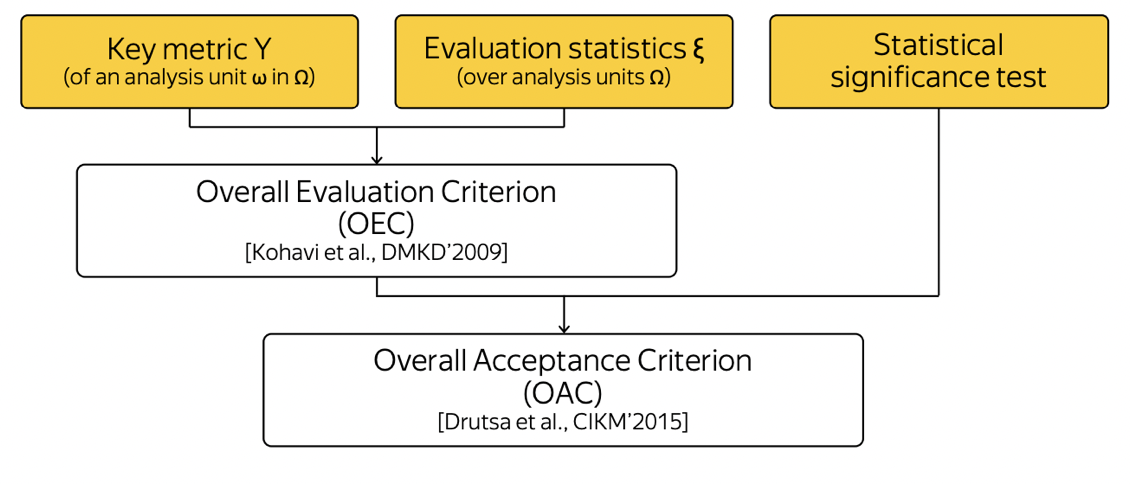 Key metric Y
(of an analysis unit ω in Ω)
Evaluation statistics ξ
(over analysis units Ω)
Statistical
significance test
Overall Evaluation Criterion
(OEC)
[Kohavi et al., DMKD’2009]
Overall Acceptance Criterion
(OAC)
[Drutsa et al., CIKM’2015]